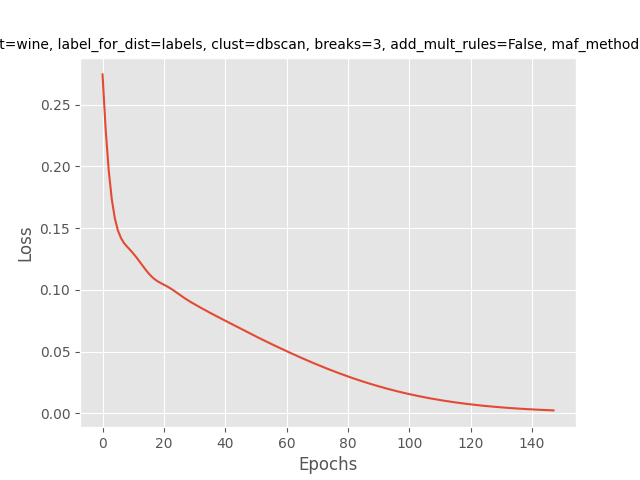 t=wine, label_for_dist=labels, clust=dbscan, breaks=3, add_mult_rules=False, maf_method
0.25
0.20
0.15
0.10
0.05
0.00
Loss
0 20 40 60 80 100 120 140
Epochs